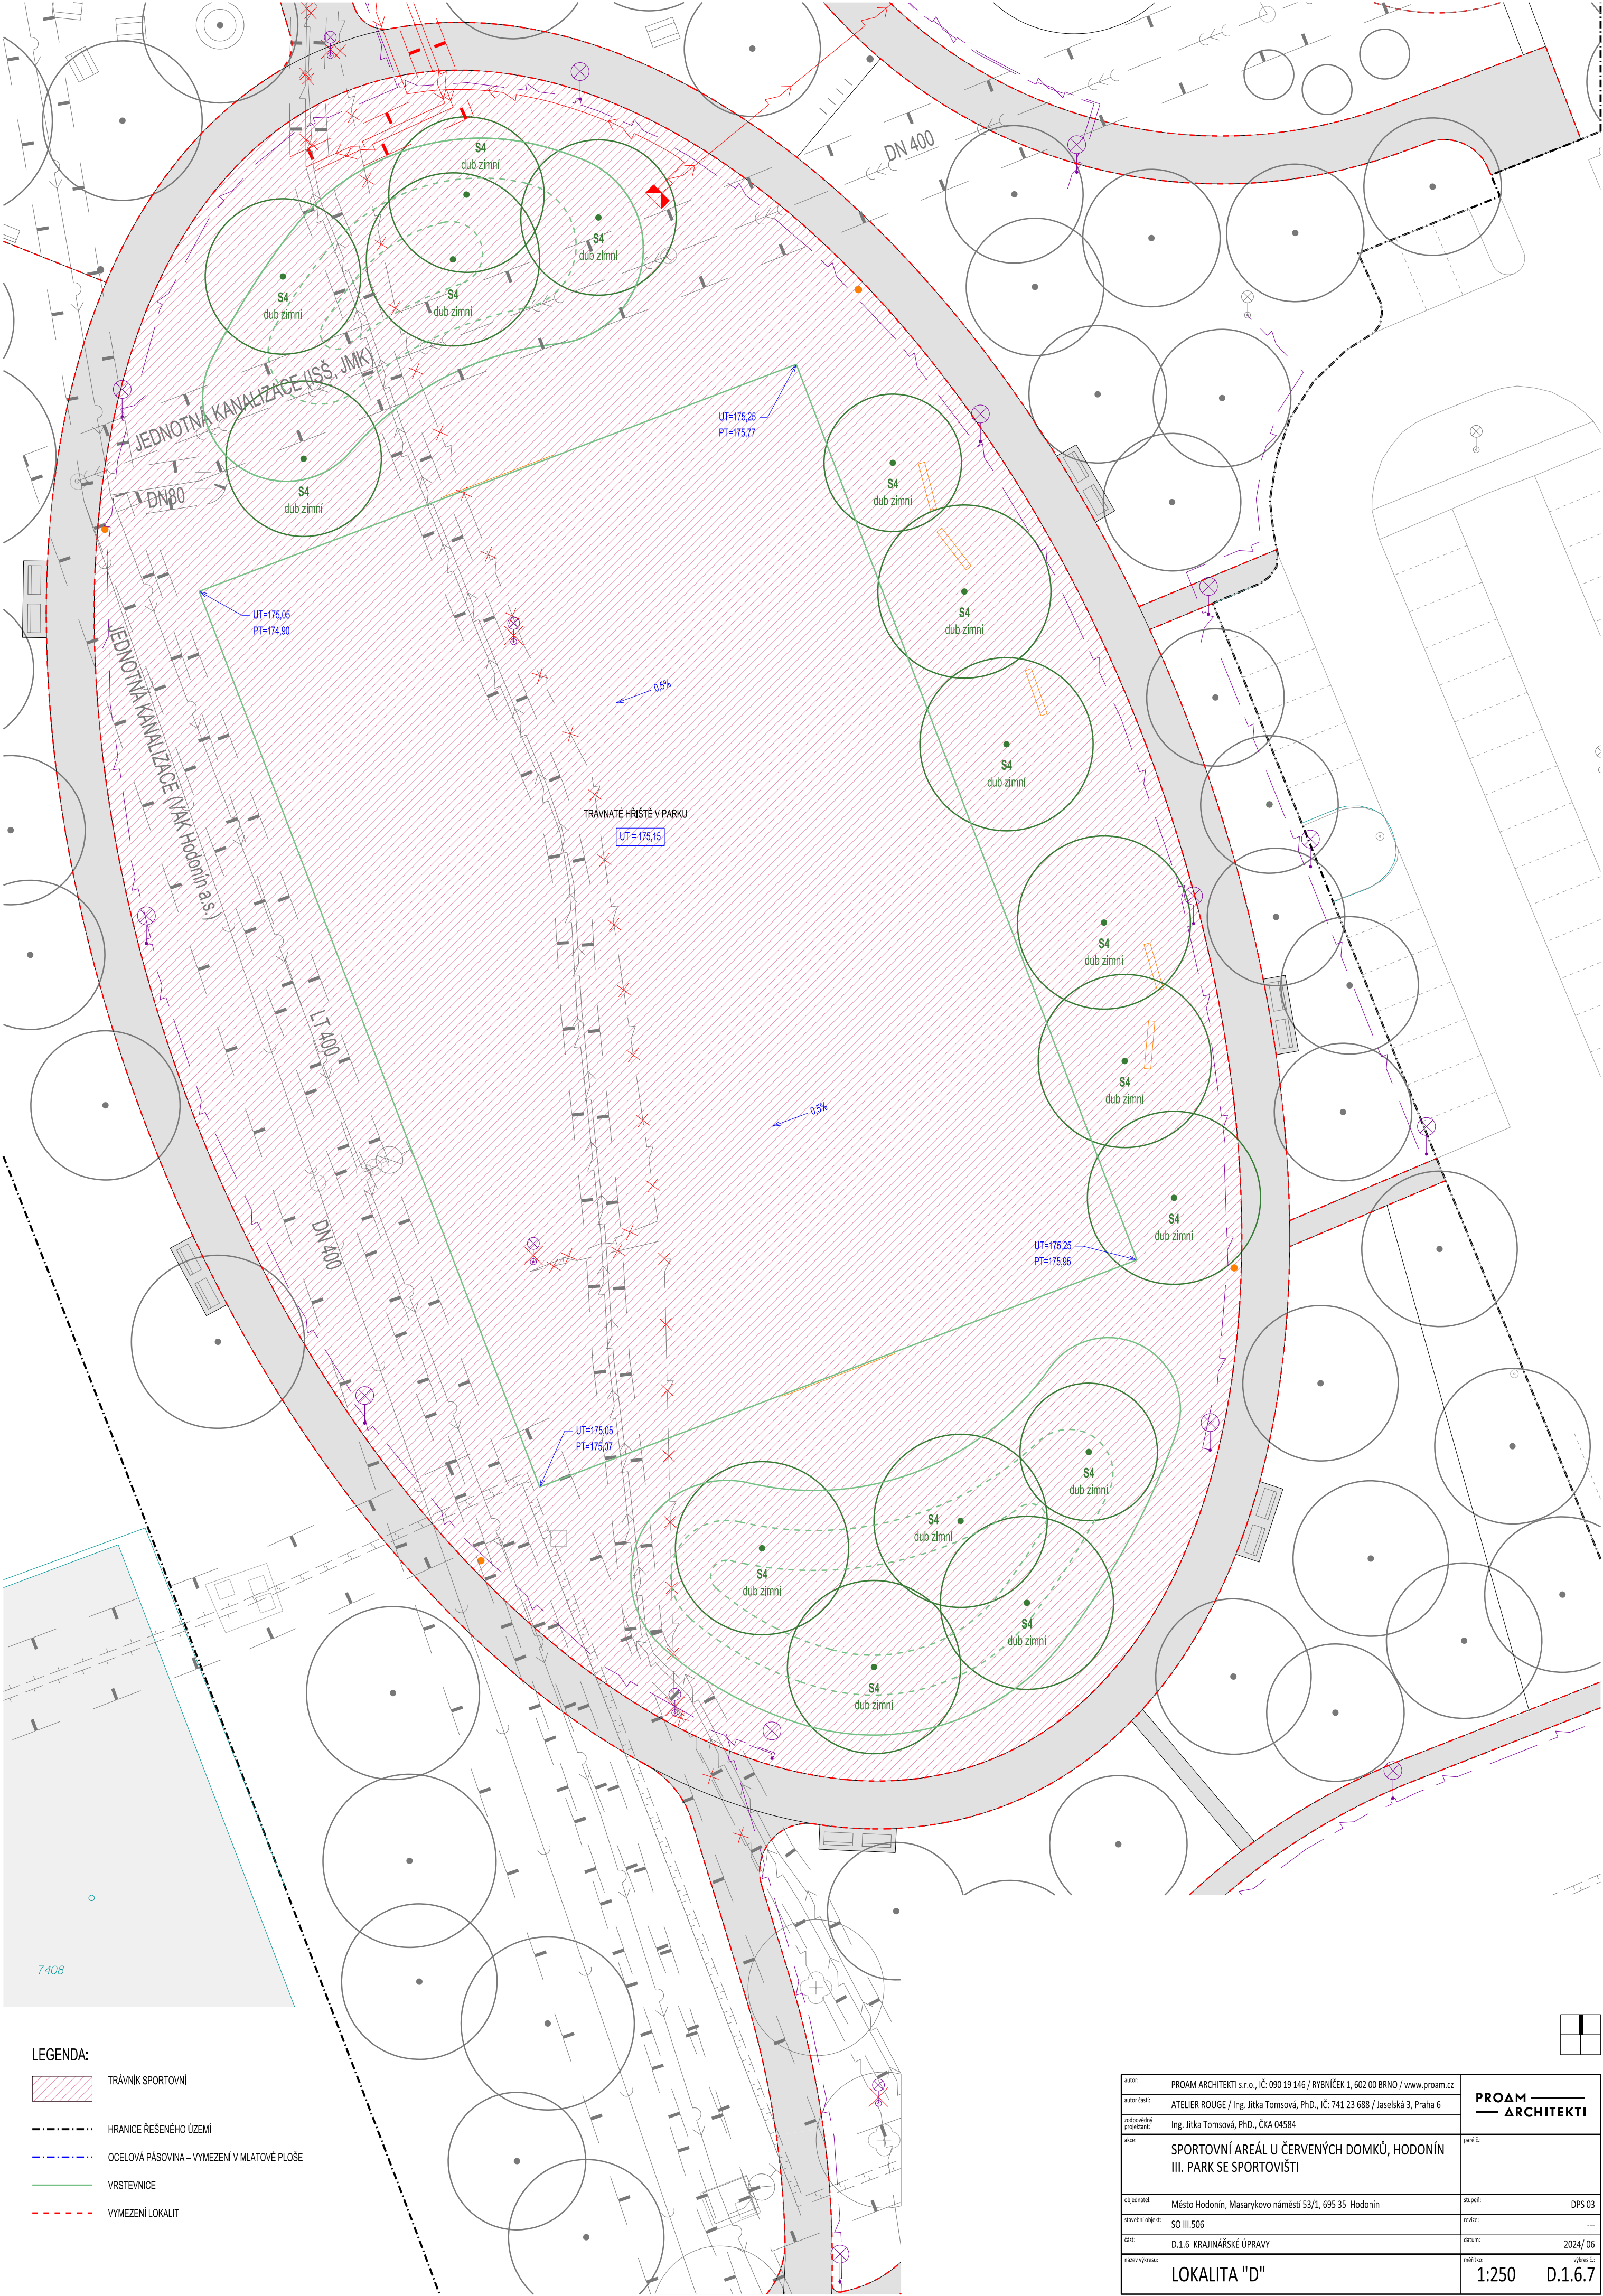 S4
dub zimní
DN 400
S4
dub zimní
S4
dub zimní
S4
dub zimní
JEDNOTNÁ KANALIZACE (ISŠ, JMK)
UT=175,25
PT=175,77
S4
dub zimní
S4
dub zimní
DN80
UT=175,05
PT=174,90
S4
dub zimní
JEDNOTNÁ KANALIZACE (VAK Hodonín a.s.)
0,5%
S4
dub zimní
TRAVNATÉ HŘIŠTĚ V PARKU
UT = 175,15
S4
dub zimní
LT 400
S4
dub zimní
0,5%
DN 400
S4
dub zimní
UT=175,25
PT=175,95
UT=175,05
PT=175,07
S4
dub zimní
S4
dub zimní
S4
dub zimní
S4
dub zimní
S4
dub zimní
7408
LEGENDA:
TRÁVNÍK SPORTOVNÍ
HRANICE ŘEŠENÉHO ÚZEMÍ
OCELOVÁ PÁSOVINA – VYMEZENÍ V MLATOVÉ PLOŠE
VRSTEVNICE
VYMEZENÍ LOKALIT
autor: PROAM ARCHITEKTI s.r.o., IČ: 090 19 146 / RYBNÍČEK 1, 602 00 BRNO / www.proam.cz
PROAM
ARCHITEKTI
autor části: ATELIER ROUGE / Ing. Jitka Tomsová, PhD., IČ: 741 23 688 / Jaselská 3, Praha 6
zodpovědný
projektant: Ing. Jitka Tomsová, PhD., ČKA 04584
akce: SPORTOVNÍ AREÁL U ČERVENÝCH DOMKŮ, HODONÍN
III. PARK SE SPORTOVIŠTI
paré č.:
objednatel: Město Hodonín, Masarykovo náměstí 53/1, 695 35 Hodonín
stupeň: DPS 03
stavební objekt: SO III.506
revize: ---
část: D.1.6 KRAJINÁŘSKÉ ÚPRAVY
datum: 2024/ 06
název výkresu: LOKALITA "D"
měřítko: 1:250
výkres č.: D.1.6.7